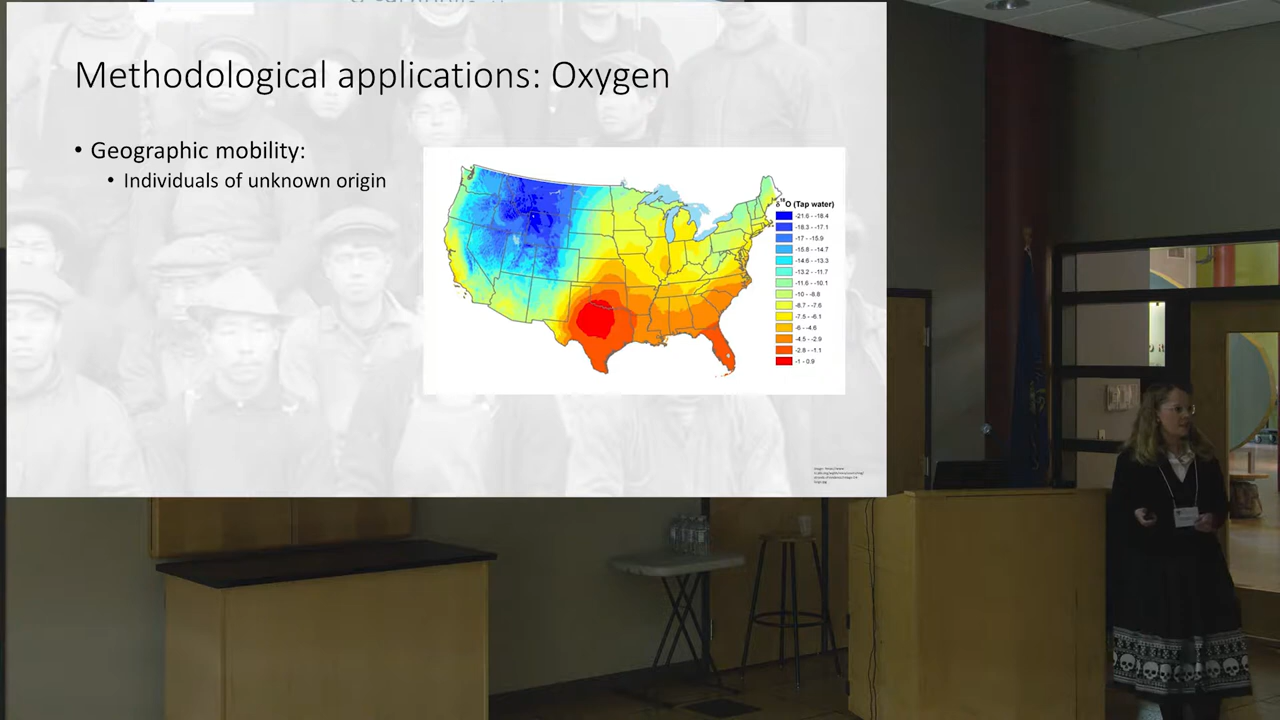 Methodological applications: Oxygen
• Geographic mobility:
• Individuals of unknown origin
δ18O (Tap water)
-21.6 - -18.4
-18.3 - -17.1
-17 - -15.9
-15.8 - -14.7
-14.6 - -13.3
-13.2 - -11.7
-11.6 - -10.1
-10 - -8.8
-8.7 - -7.6
-7.5 - -6.1
-6 - -4.6
-4.5 - -2.9
-2.8 - -1.1
-1 - 0.9